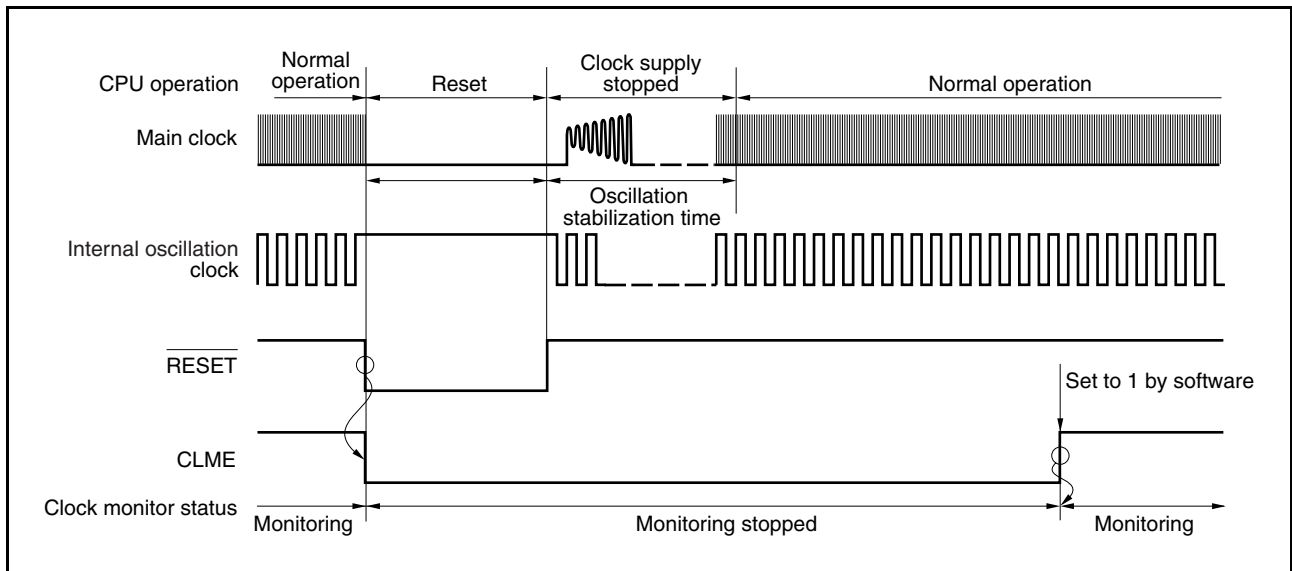 CPU operation
Normal
operation
Reset
Clock supply
stopped
Normal operation
Main clock
Oscillation
stabilization time
Internal oscillation
clock
RESET
Set to 1 by software
CLME
Clock monitor status
Monitoring
Monitoring stopped
Monitoring